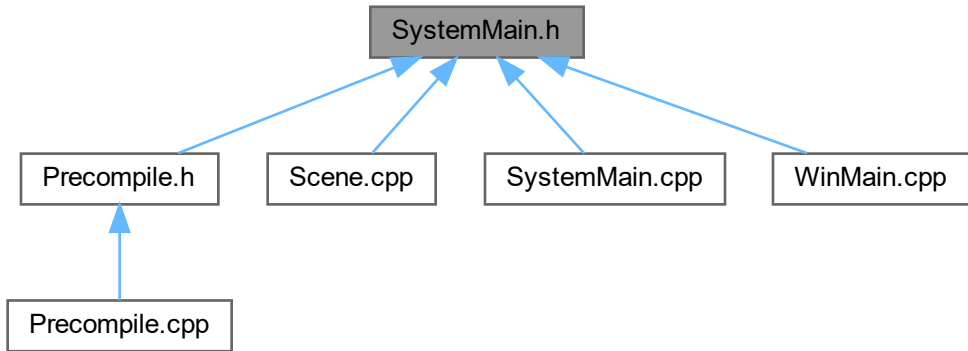 SystemMain.h
Precompile.h
Scene.cpp
SystemMain.cpp
WinMain.cpp
Precompile.cpp